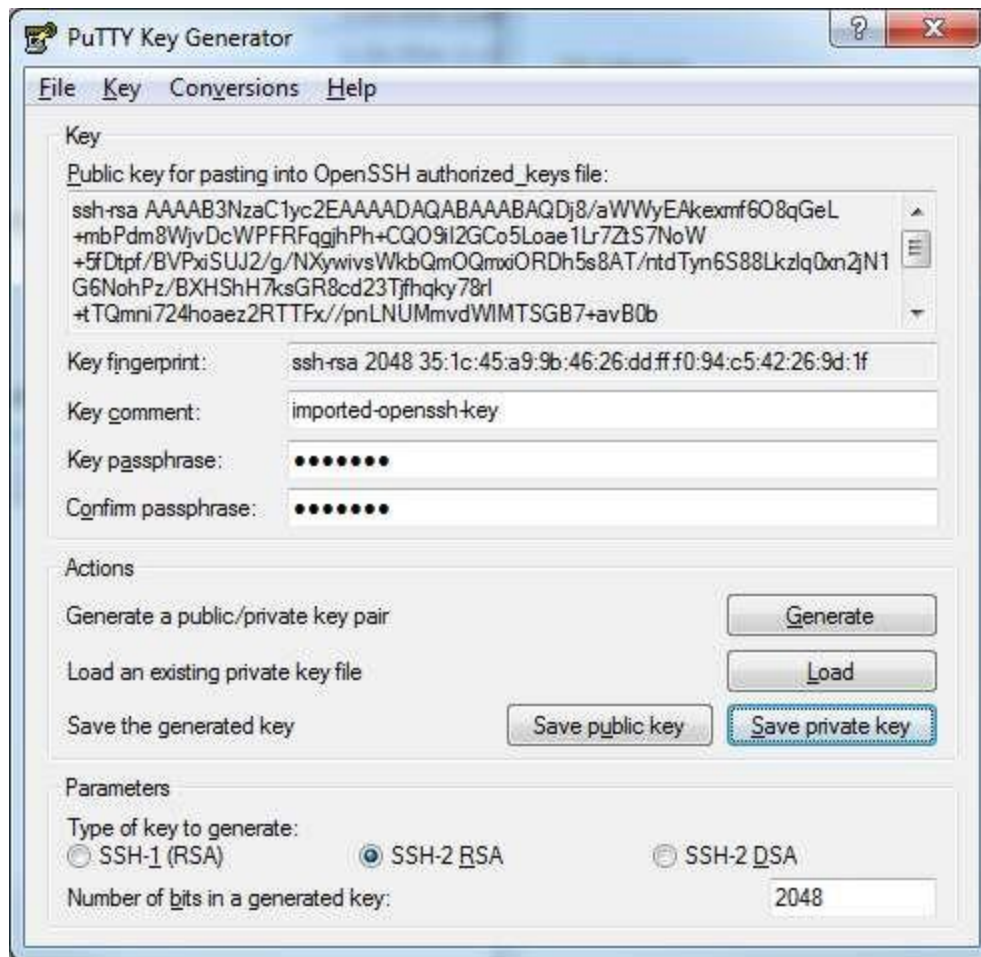 PuTTY Key Generator
File Key Conversions Help
Key
Public key for pasting into OpenSSH authorized_keys file:
ssh-rsa AAAAB3NzaC1yc2EAAAADAQABAAABAQDj8/aWWyEAkexmf6O8qGeL
+mbPdm8WjvDcWPFRFqgjhPh+CQO9iI2GCo5Loae1Lr7ZtS7NoW
+5fDtpf/BVPxiSUJ2/g/NXywivsWkbQmOQmxiORDh5s8AT/ntdTyn6S88LkzIq0xn2jN1
G6NohPz/BXHShH7ksGR8cd23Tjfhqky78rI
+tTQmni724hoaez2RTTFx//pnLNUMmvdWIMTSGB7+avB0b
Key fingerprint: ssh-rsa 2048 35:1c:45:a9:9b:46:26:dd:ff:f0:94:c5:42:26:9d:1f
Key comment: imported-openssh-key
Key passphrase: •••••••
Confirm passphrase: •••••••
Actions
Generate a public/private key pair Generate
Load an existing private key file Load
Save the generated key Save public key Save private key
Parameters
Type of key to generate:
SSH-1 (RSA) SSH-2 RSA SSH-2 DSA
Number of bits in a generated key: 2048